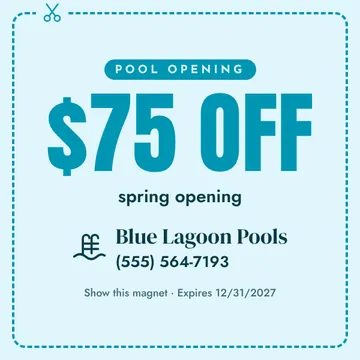 POOL OPENING
$75 OFF
spring opening
Blue Lagoon Pools
(555) 564-7193
Show this magnet · Expires 12/31/2027